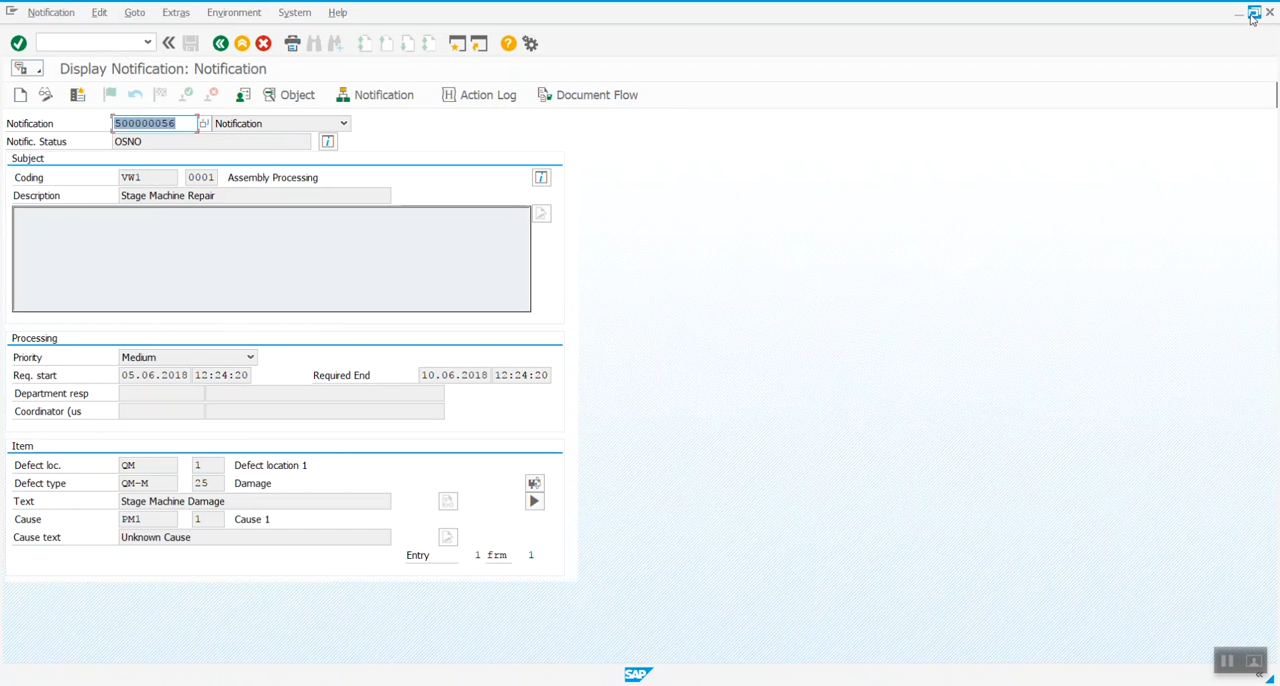 Notification Edit Goto Extras Environment System Help
Display Notification: Notification
Object Notification Action Log Document Flow
Notification 500000056 Notification
Notific. Status OSNO
Subject
Coding VW1 0001 Assembly Processing
Description Stage Machine Repair
Processing
Priority Medium
Req. start 05.06.2018 12:24:20 Required End 10.06.2018 12:24:20
Department resp
Coordinator (us
Item
Defect loc. QM 1 Defect location 1
Defect type QM-M 25 Damage
Text Stage Machine Damage
Cause PM1 1 Cause 1
Cause text Unknown Cause
Entry 1 frm 1
SAP